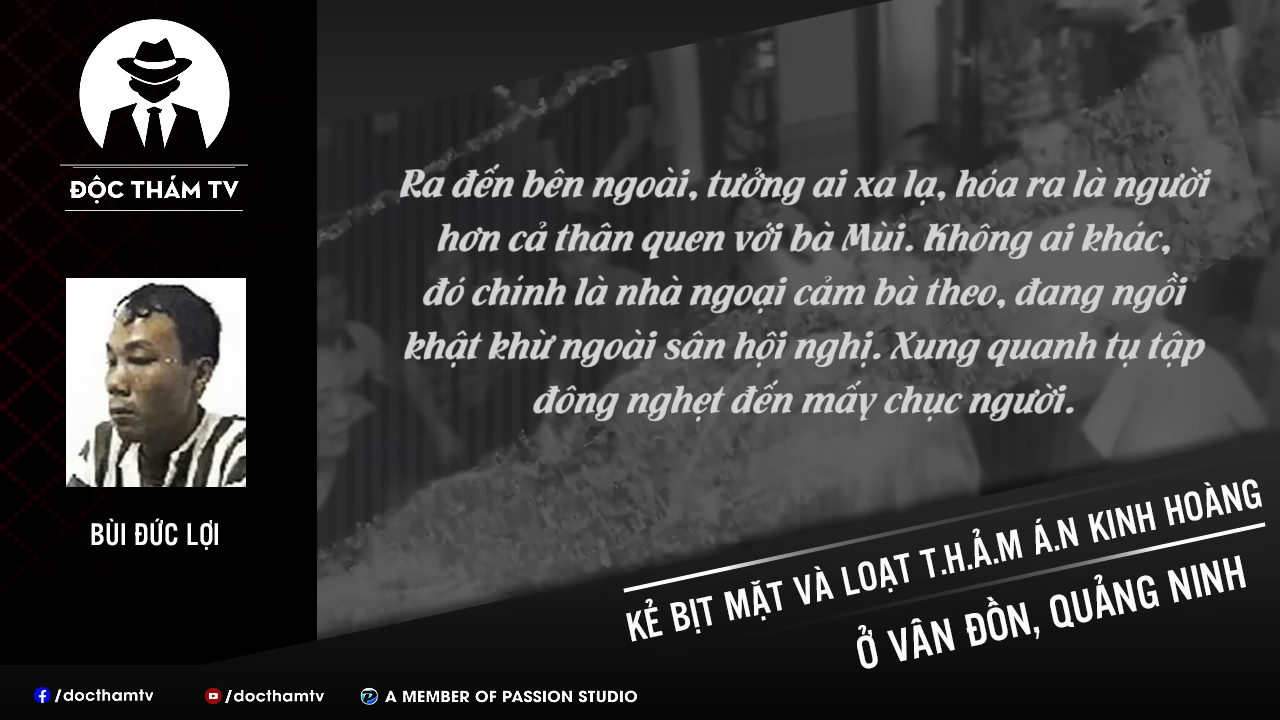 ĐỘC THÁM TV
BÙI ĐỨC LỢI
Ra đến bên ngoài, tưởng ai xa lạ, hóa ra là người
hơn cả thân quen với bà Mùi. Không ai khác,
đó chính là nhà ngoại cảm bà theo, đang ngồi
khật khừ ngoài sân hội nghị. Xung quanh tụ tập
đông nghẹt đến mấy chục người.
KẺ BỊT MẶT VÀ LOẠT T.H.Ả.M Á.N KINH HOÀNG
Ở VÂN ĐỒN, QUẢNG NINH
/docthamtv
/docthamtv
A MEMBER OF PASSION STUDIO